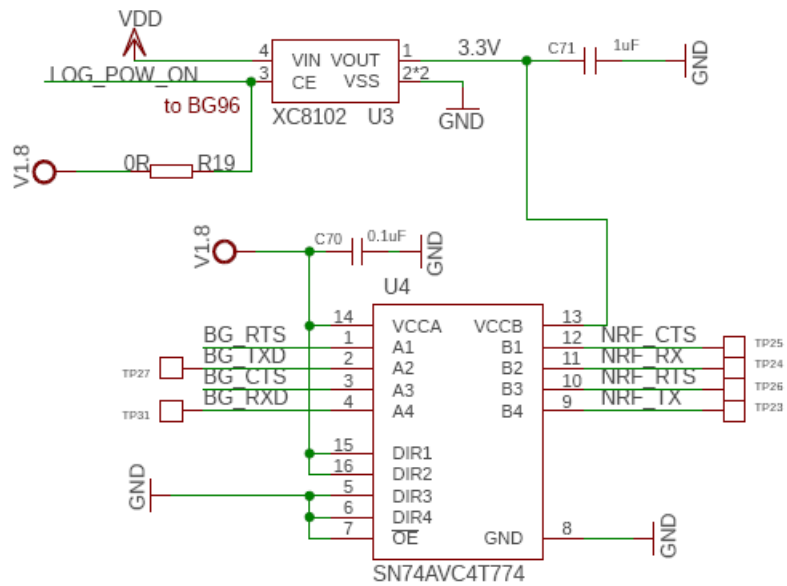 VDD
4 VIN VOUT 1 3.3V C71 1uF GND
LOG_POW_ON 3 CE VSS 2*2
to BG96 XC8102 U3 GND
V1.8 0R R19
V1.8 C70 0.1uF GND
U4
14 VCCA VCCB 13
BG_RTS 1 A1 B1 12 NRF_CTS TP25
TP27 BG_TXD 2 A2 B2 11 NRF_RX TP24
BG_CTS 3 A3 B3 10 NRF_RTS TP26
TP31 BG_RXD 4 A4 B4 9 NRF_TX TP23
15 DIR1
16 DIR2
GND 5 DIR3
6 DIR4
7 OE GND 8 GND
SN74AVC4T774